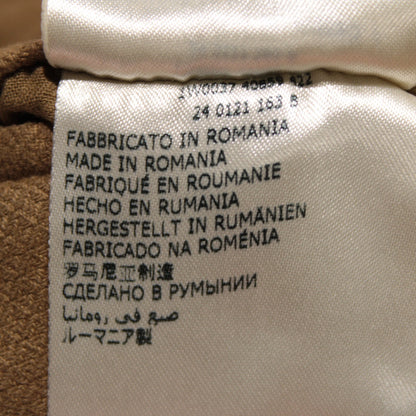 24 0121 163 8
FABBRICATO IN ROMANIA
MADE IN ROMANIA
FABRIQUÉ EN ROUMANIE
HECHO EN RUMANIA
HERGESTELLT IN RUMÄNIEN
FABRICADO NA ROMÉNIA
罗马尼亚制造
СДЕЛАНО В РУМЫНИИ
صنع في رومانيا
ルーマニア製